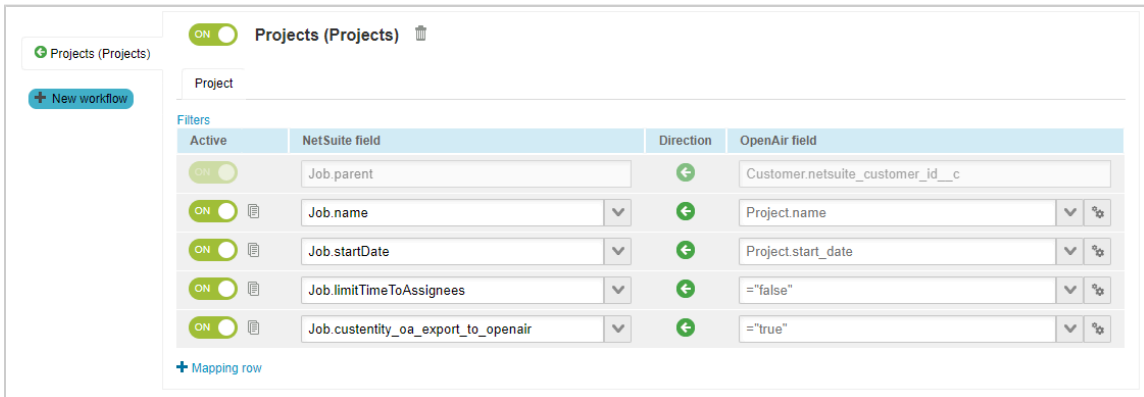 Projects (Projects)
New workflow
ON Projects (Projects)
Project
Filters
Active NetSuite field Direction OpenAir field
ON Job.parent Customer.netsuite_customer_id__c
ON Job.name Project.name
ON Job.startDate Project.start_date
ON Job.limitTimeToAssignees ="false"
ON Job.custentity_oa_export_to_openair ="true"
Mapping row